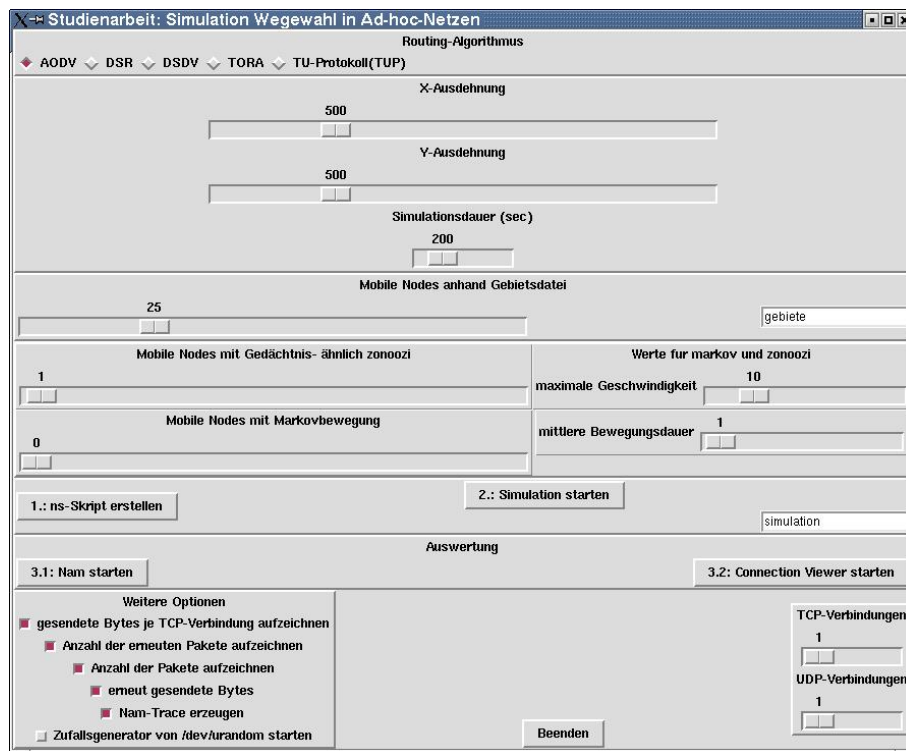 Studienarbeit: Simulation Wegewahl in Ad-hoc-Netzen
Routing-Algorithmus
AODV DSR DSDV TORA TU-Protokoll(TUP)
X-Ausdehnung
500
Y-Ausdehnung
500
Simulationsdauer (sec)
200
Mobile Nodes anhand Gebietsdatei
25
gebiete
Mobile Nodes mit Gedächtnis- ähnlich zonoozi
1
Werte fur markov und zonoozi
maximale Geschwindigkeit
10
Mobile Nodes mit Markovbewegung
0
mittlere Bewegungsdauer
1
1.: ns-Skript erstellen
2.: Simulation starten
simulation
Auswertung
3.1: Nam starten
3.2: Connection Viewer starten
Weitere Optionen
gesendete Bytes je TCP-Verbindung aufzeichnen
Anzahl der erneuten Pakete aufzeichnen
Anzahl der Pakete aufzeichnen
erneut gesendete Bytes
Nam-Trace erzeugen
Zufallsgenerator von /dev/urandom starten
Beenden
TCP-Verbindungen
1
UDP-Verbindungen
1